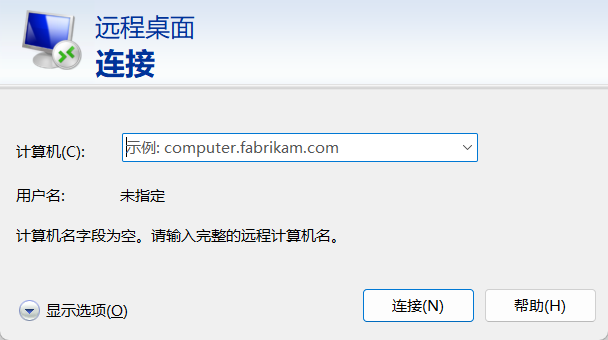 远程桌面
连接
计算机(C):
示例: computer.fabrikam.com
用户名:
未指定
计算机名字段为空。请输入完整的远程计算机名。
显示选项(O)
连接(N)
帮助(H)